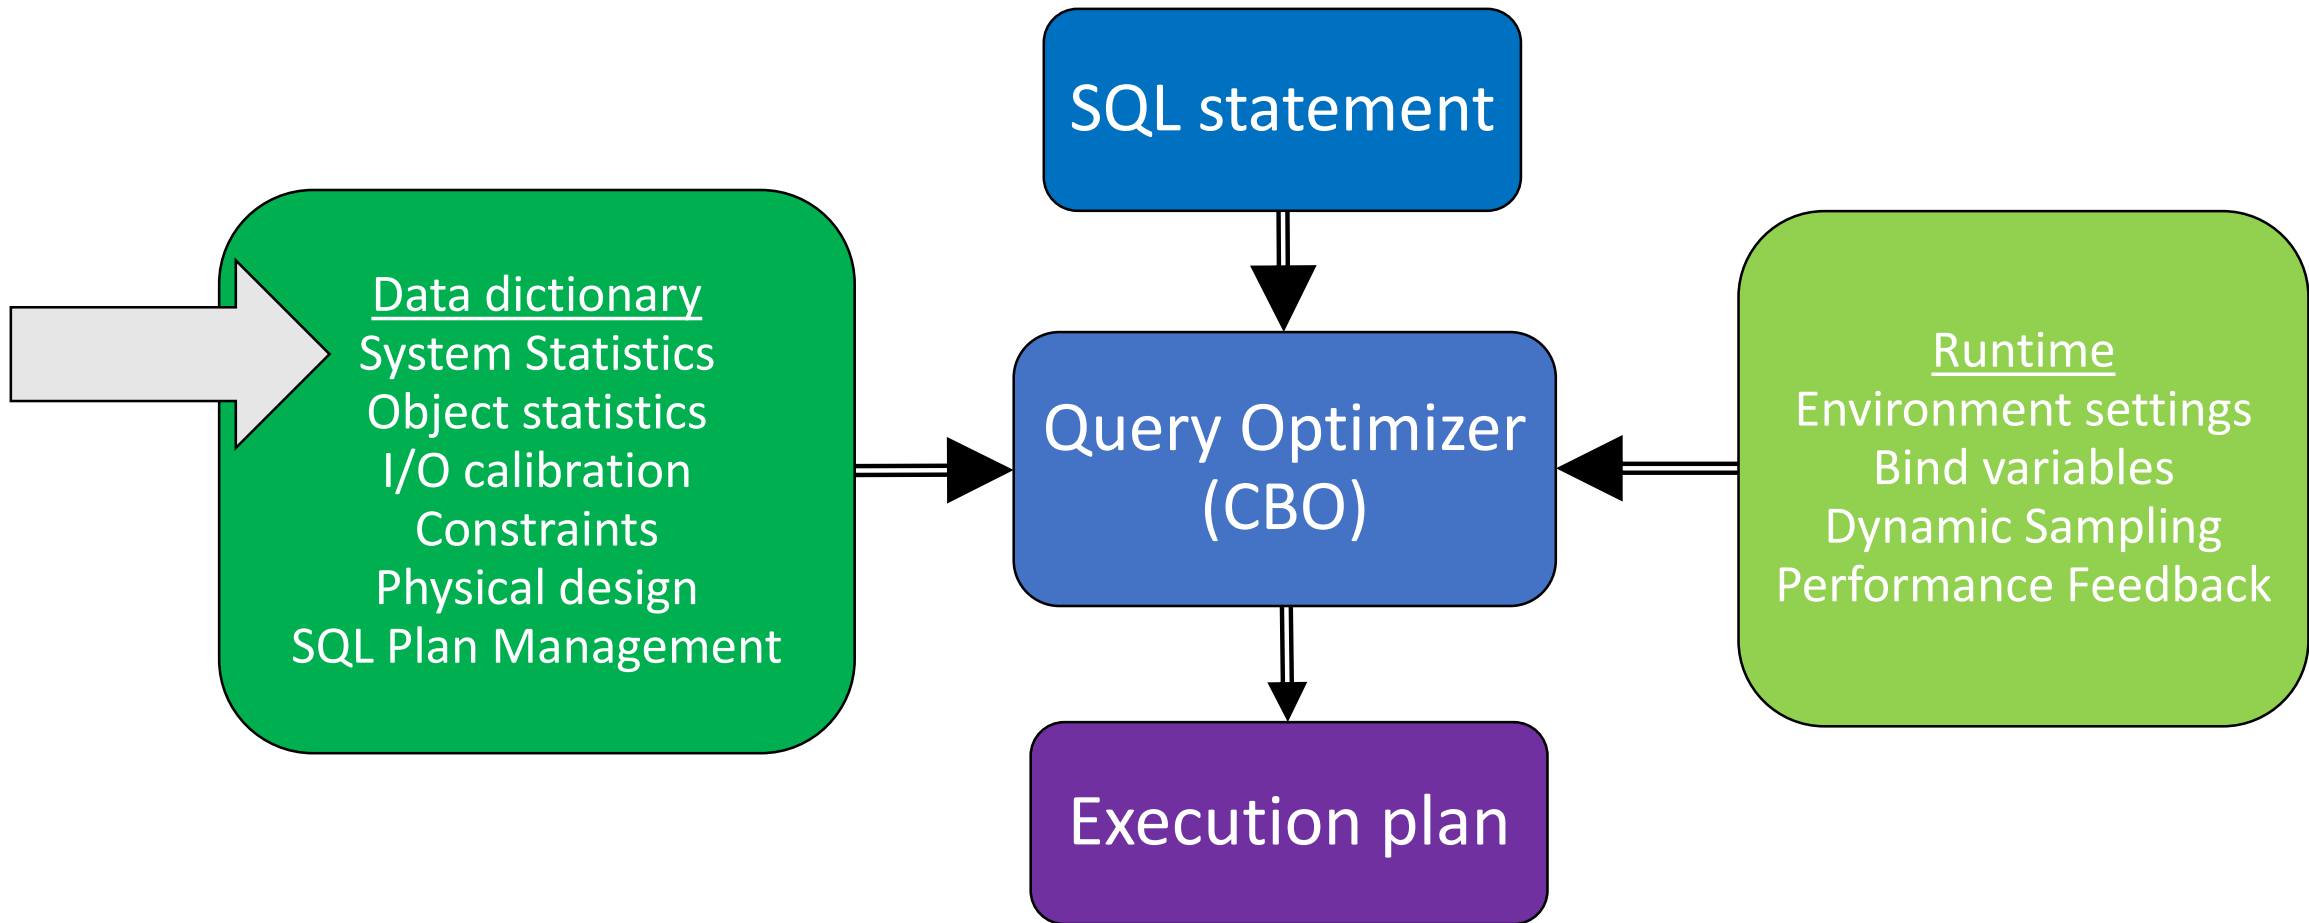 SQL statement
Data dictionary
System Statistics
Object statistics
I/O calibration
Constraints
Physical design
SQL Plan Management
Query Optimizer
(CBO)
Runtime
Environment settings
Bind variables
Dynamic Sampling
Performance Feedback
Execution plan